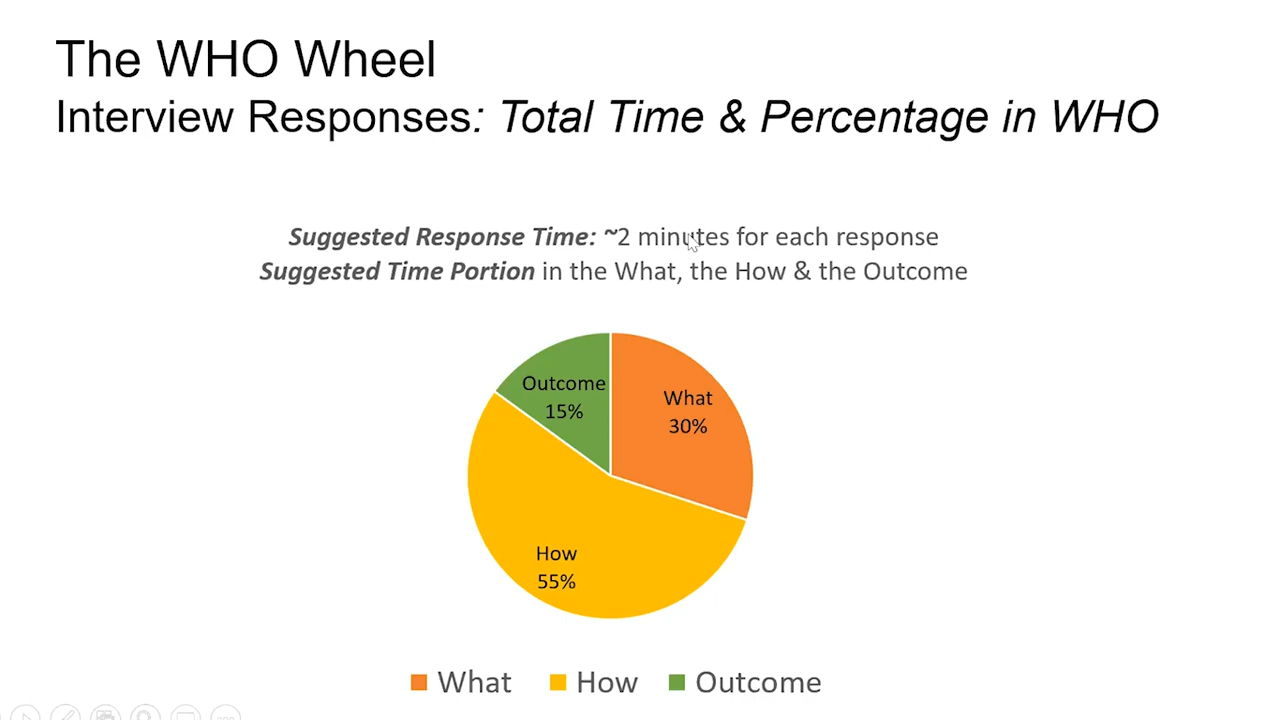 The WHO Wheel
Interview Responses: Total Time & Percentage in WHO
Suggested Response Time: ~2 minutes for each response
Suggested Time Portion in the What, the How & the Outcome
Outcome
15%
What
30%
How
55%
What How Outcome